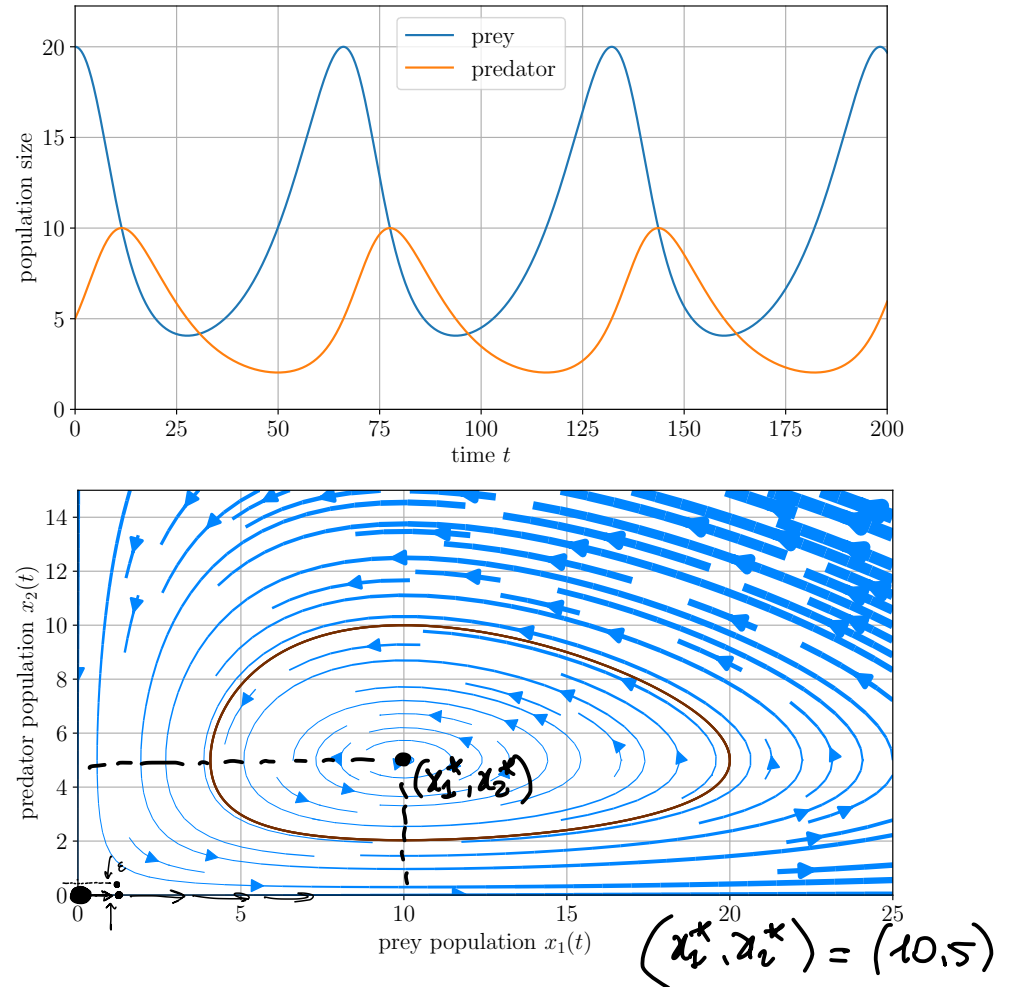 20
15
10
5
0
population size
prey
predator
0 25 50 75 100 125 150 175 200
time t
14
12
10
8
6
4
2
0
predator population x₂(t)
(x₁*, x₂*)
ε
0 5 10 15 20 25
prey population x₁(t)
(x₁*, x₂*) = (10.5)